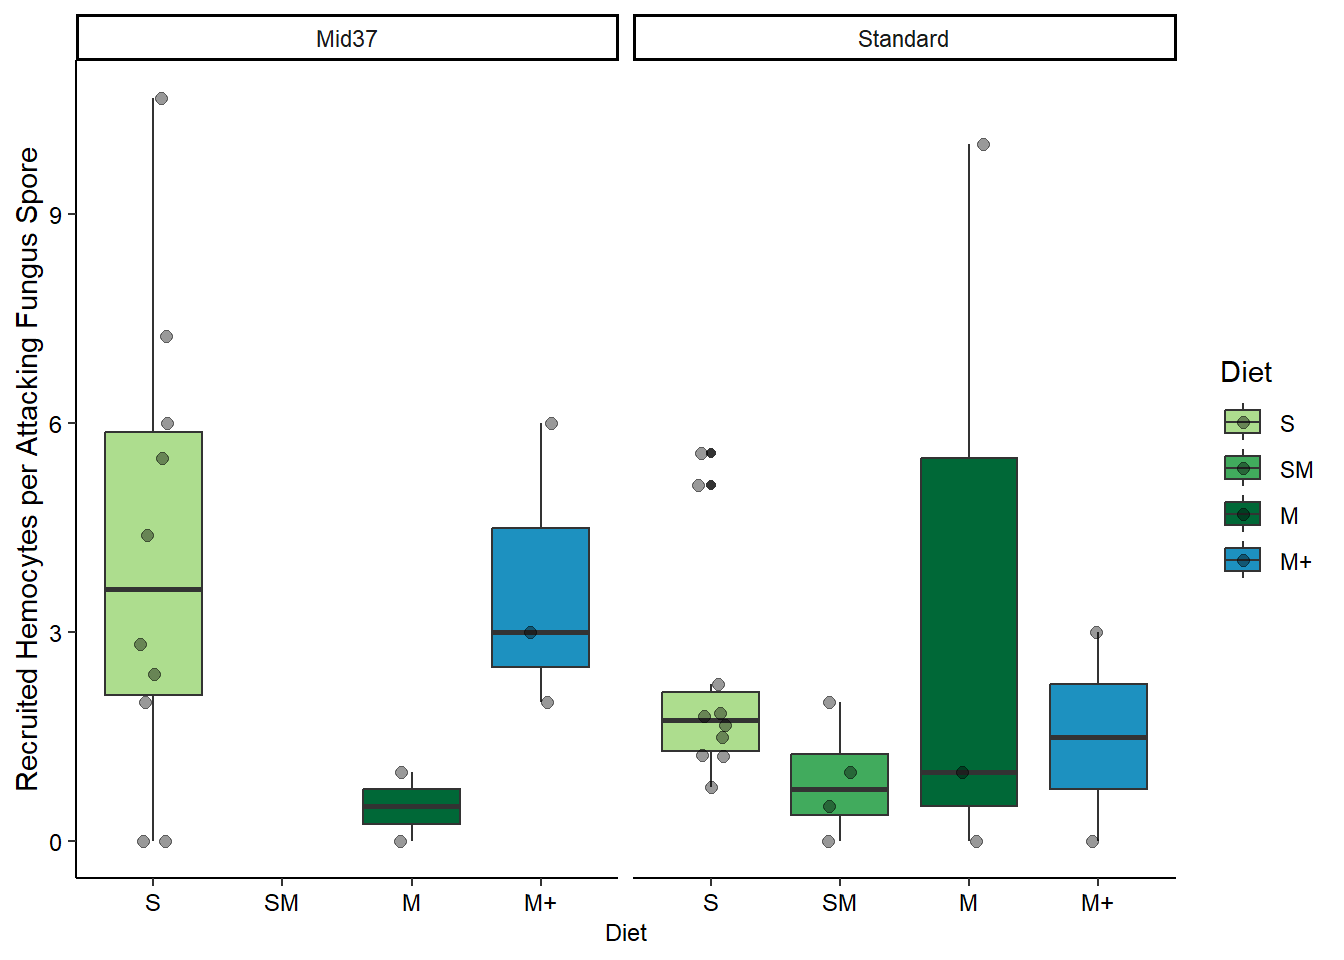 Mid37
Standard
Recruited Hemocytes per Attacking Fungus Spore
9
6
3
0
S
SM
M
M+
S
SM
M
M+
Diet
Diet
S
SM
M
M+